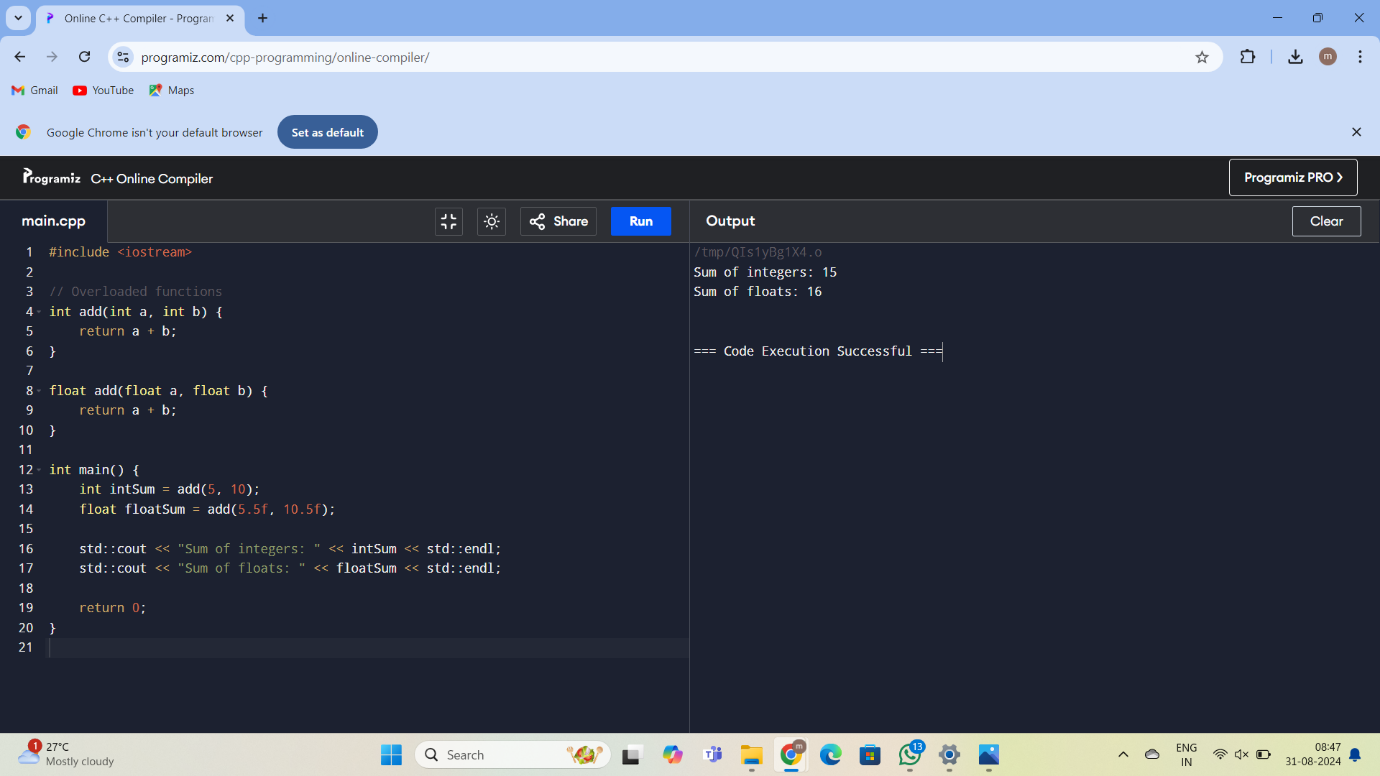 Online C++ Compiler - Program
programiz.com/cpp-programming/online-compiler/
m
Gmail
YouTube
Maps
Google Chrome isn't your default browser
Set as default
Programiz
C++ Online Compiler
Programiz PRO >
main.cpp
Share
Run
Output
Clear
1 #include <iostream>
2
3 // Overloaded functions
4 int add(int a, int b) {
5 return a + b;
6 }
7
8 float add(float a, float b) {
9 return a + b;
10 }
11
12 int main() {
13 int intSum = add(5, 10);
14 float floatSum = add(5.5f, 10.5f);
15
16 std::cout << "Sum of integers: " << intSum << std::endl;
17 std::cout << "Sum of floats: " << floatSum << std::endl;
18
19 return 0;
20 }
21
/tmp/QIs1yBg1X4.o
Sum of integers: 15
Sum of floats: 16
=== Code Execution Successful ===
1
27°C
Mostly cloudy
Search
m
13
ENG
IN
08:47
31-08-2024